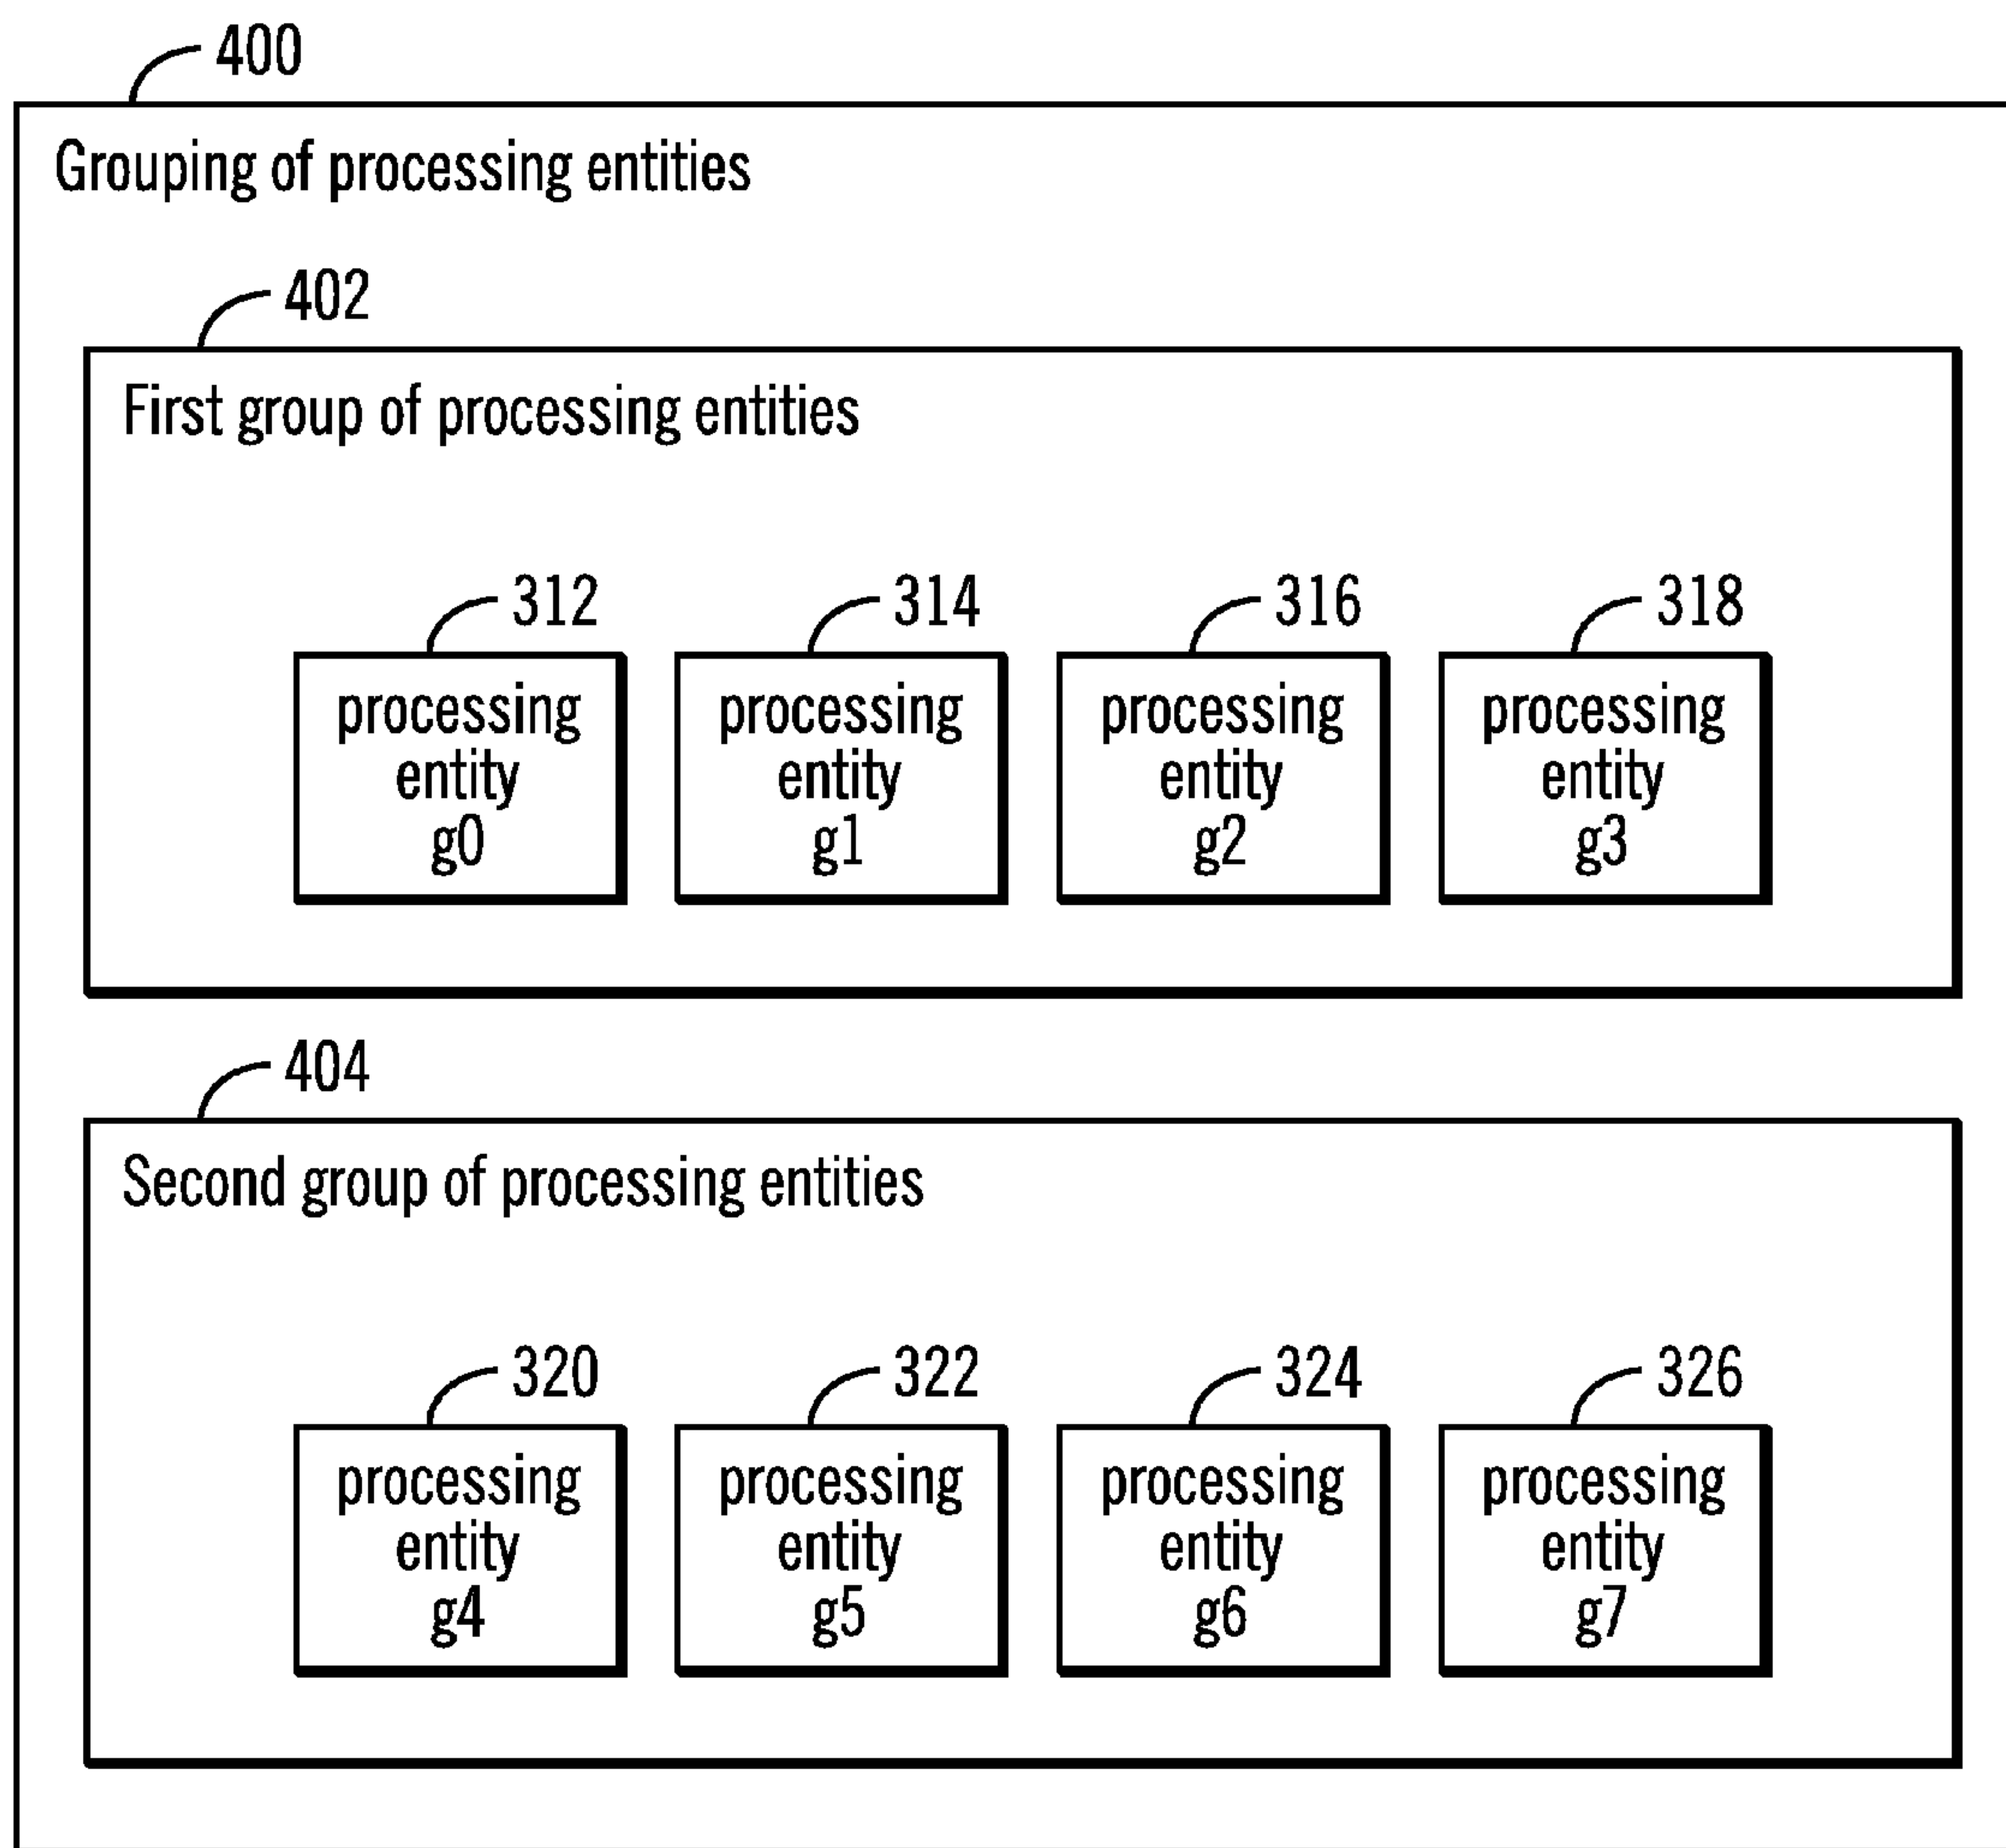 400
Grouping of processing entities
402
First group of processing entities
312
314
316
318
processing
entity
g0
processing
entity
g1
processing
entity
g2
processing
entity
g3
404
Second group of processing entities
320
322
324
326
processing
entity
g4
processing
entity
g5
processing
entity
g6
processing
entity
g7